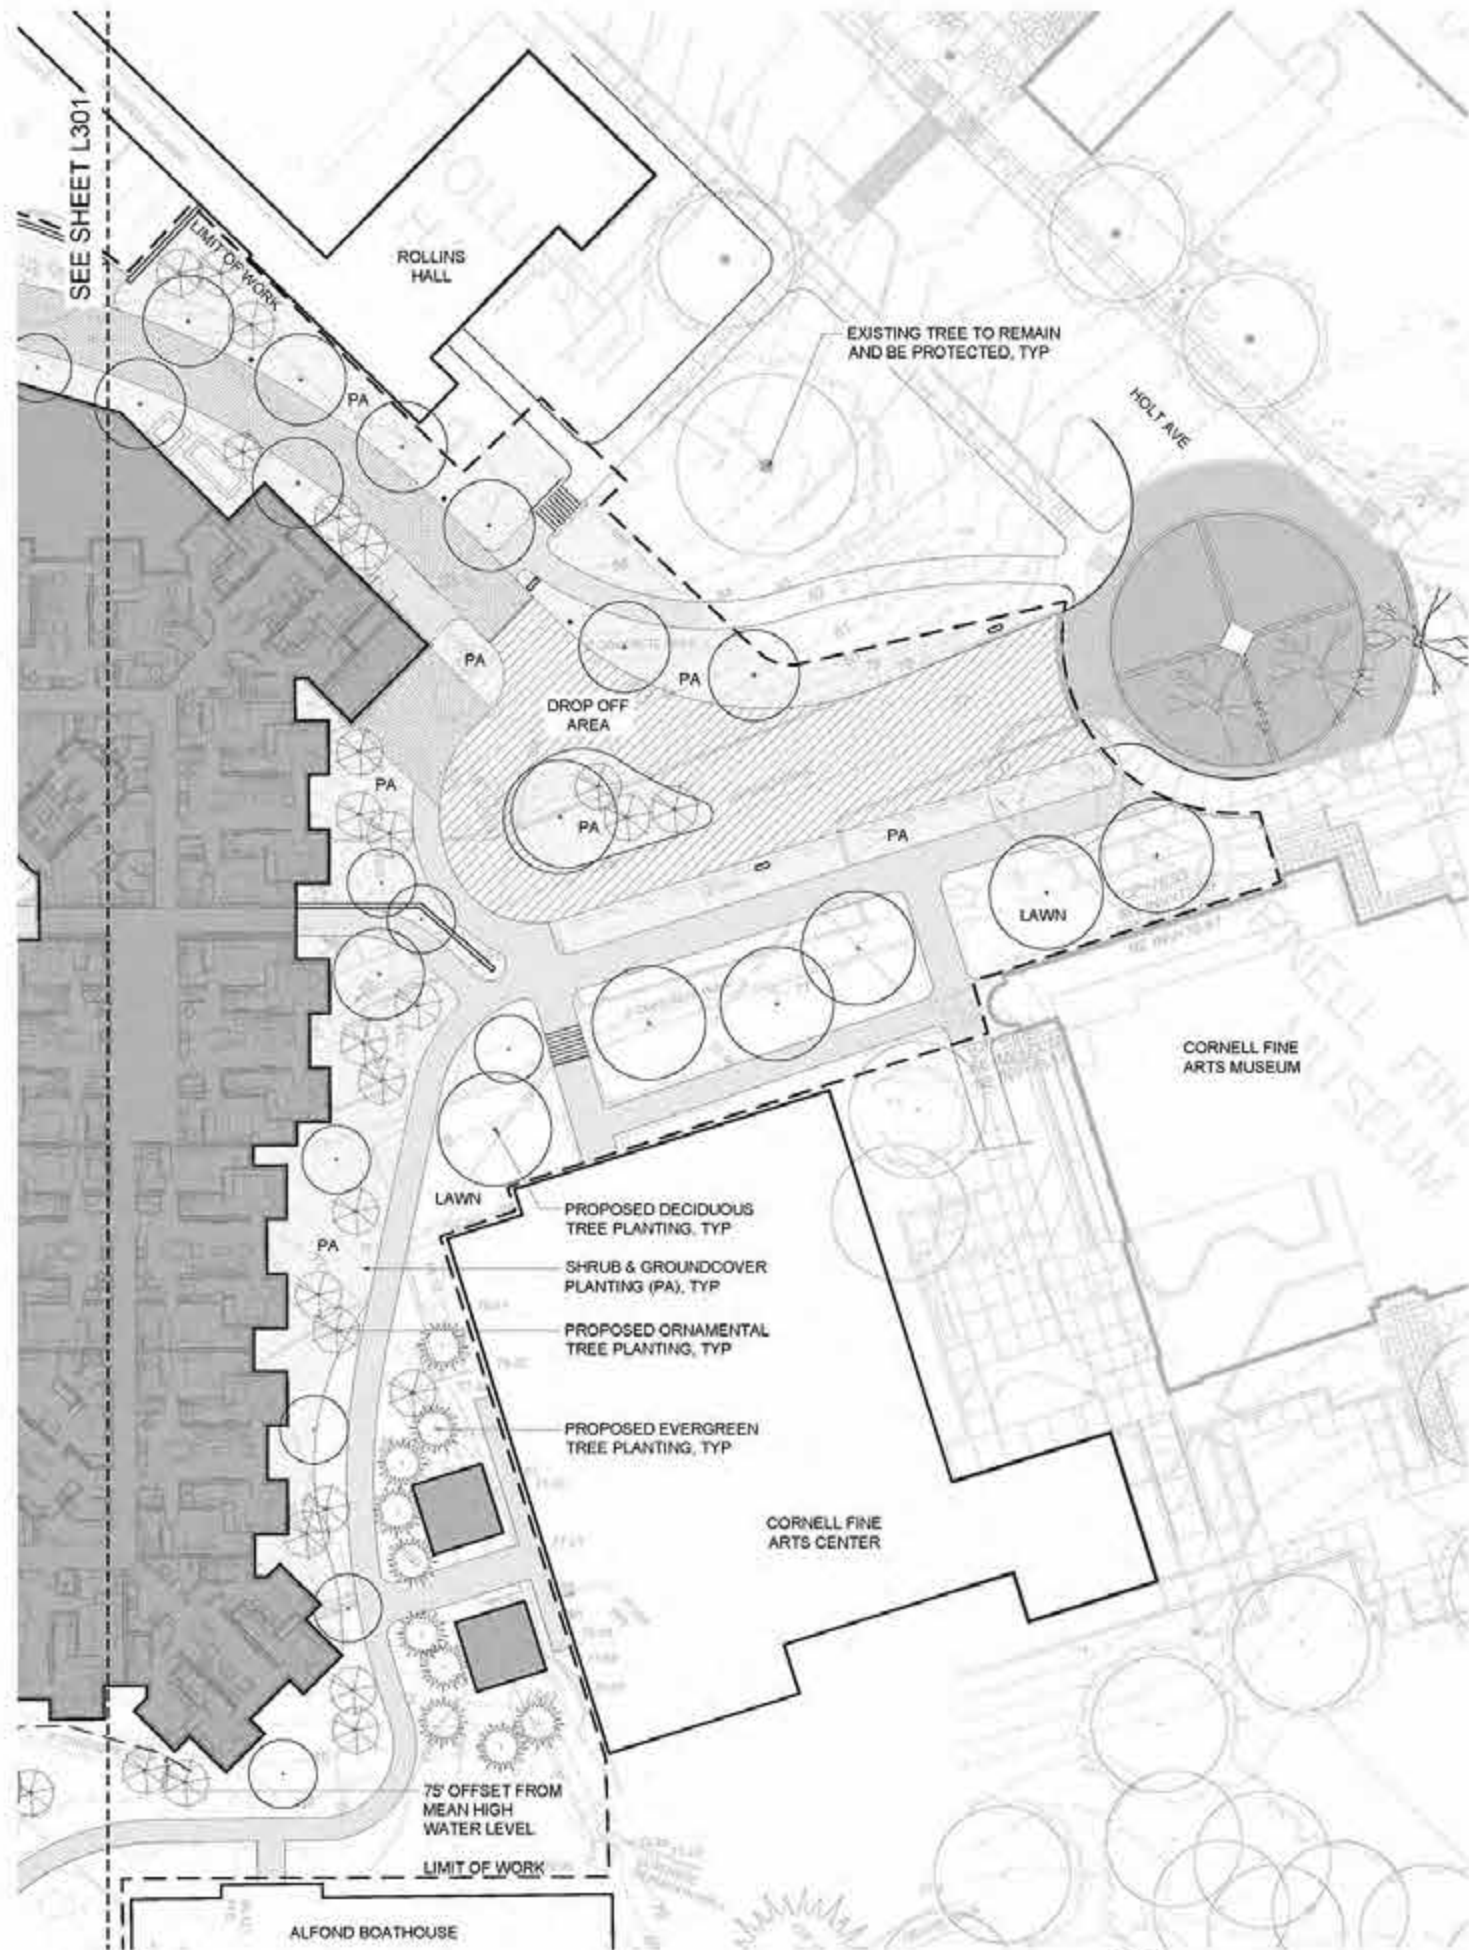 SEE SHEET L301
LIMIT OF WORK
ROLLINS
HALL
EXISTING TREE TO REMAIN
AND BE PROTECTED, TYP
HOLT AVE
PA
PA
PA
DROP OFF
AREA
PA
PA
PA
LAWN
CORNELL FINE
ARTS MUSEUM
LAWN
PROPOSED DECIDUOUS
TREE PLANTING, TYP
PA
SHRUB & GROUNDCOVER
PLANTING (PA), TYP
PROPOSED ORNAMENTAL
TREE PLANTING, TYP
PROPOSED EVERGREEN
TREE PLANTING, TYP
CORNELL FINE
ARTS CENTER
75' OFFSET FROM
MEAN HIGH
WATER LEVEL
LIMIT OF WORK
ALFOND BOATHOUSE